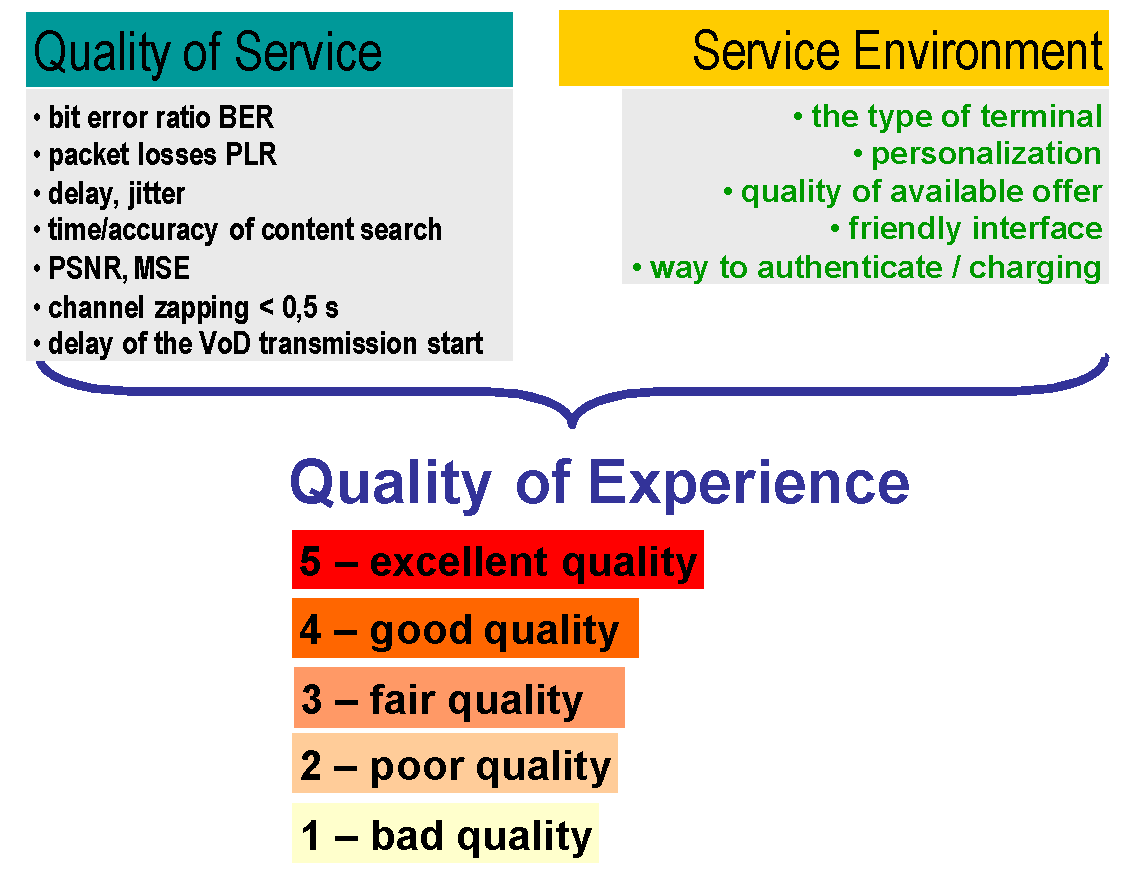 Quality of Service
• bit error ratio BER
• packet losses PLR
• delay, jitter
• time/accuracy of content search
• PSNR, MSE
• channel zapping < 0,5 s
• delay of the VoD transmission start
Service Environment
• the type of terminal
• personalization
• quality of available offer
• friendly interface
• way to authenticate / charging
Quality of Experience
5 – excellent quality
4 – good quality
3 – fair quality
2 – poor quality
1 – bad quality